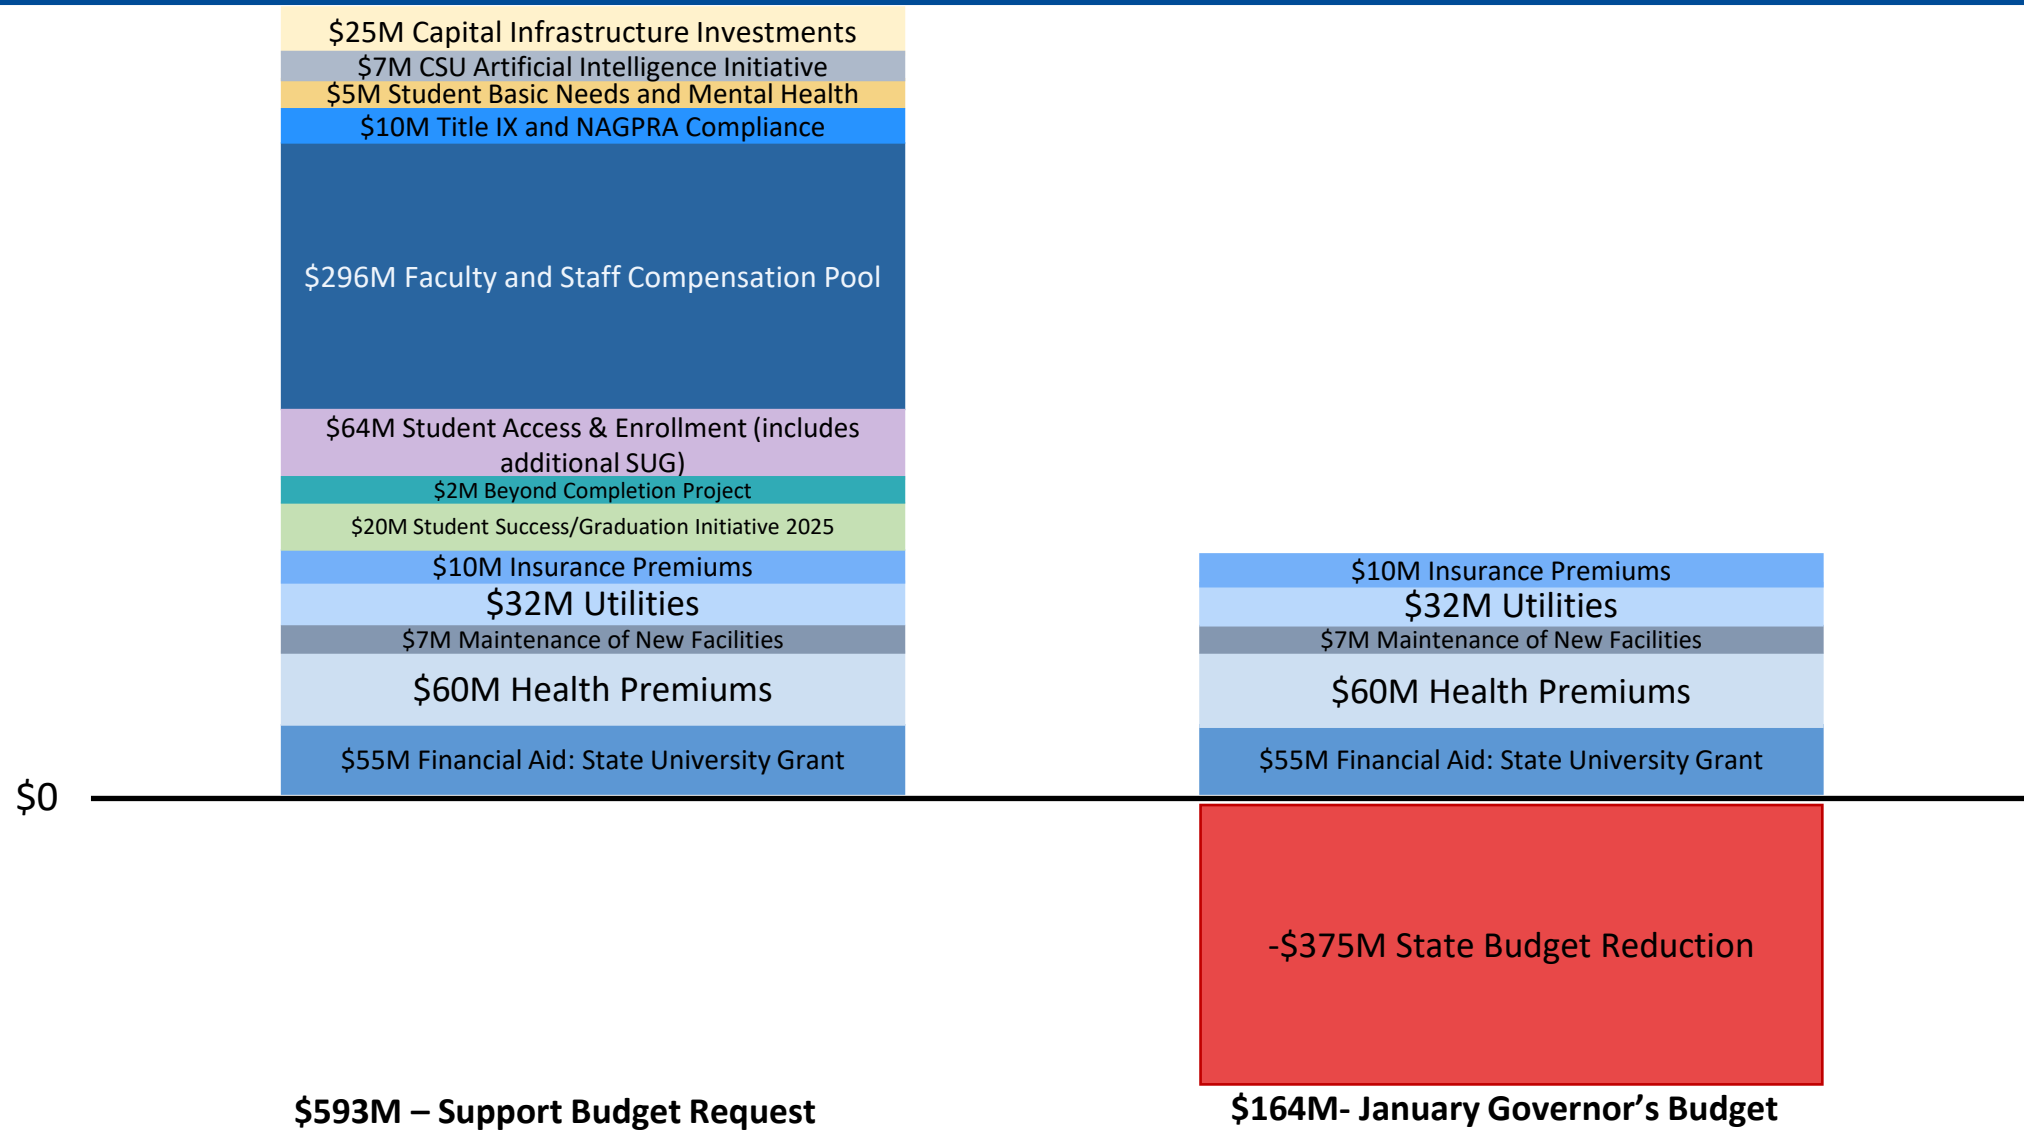 $25M Capital Infrastructure Investments
$7M CSU Artificial Intelligence Initiative
$5M Student Basic Needs and Mental Health
$10M Title IX and NAGPRA Compliance
$296M Faculty and Staff Compensation Pool
$64M Student Access & Enrollment (includes
additional SUG)
$2M Beyond Completion Project
$20M Student Success/Graduation Initiative 2025
$10M Insurance Premiums
$32M Utilities
$7M Maintenance of New Facilities
$60M Health Premiums
$55M Financial Aid: State University Grant
$10M Insurance Premiums
$32M Utilities
$7M Maintenance of New Facilities
$60M Health Premiums
$55M Financial Aid: State University Grant
$0
-$375M State Budget Reduction
$593M – Support Budget Request
$164M- January Governor’s Budget